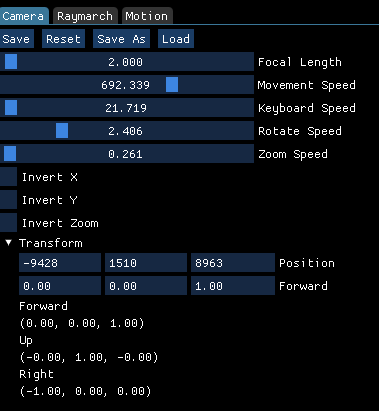 Camera Raymarch Motion
Save Reset Save As Load
2.000 Focal Length
692.339 Movement Speed
21.719 Keyboard Speed
2.406 Rotate Speed
0.261 Zoom Speed
Invert X
Invert Y
Invert Zoom
Transform
-9428 1510 8963 Position
0.00 0.00 1.00 Forward
Forward
(0.00, 0.00, 1.00)
Up
(-0.00, 1.00, -0.00)
Right
(-1.00, 0.00, 0.00)